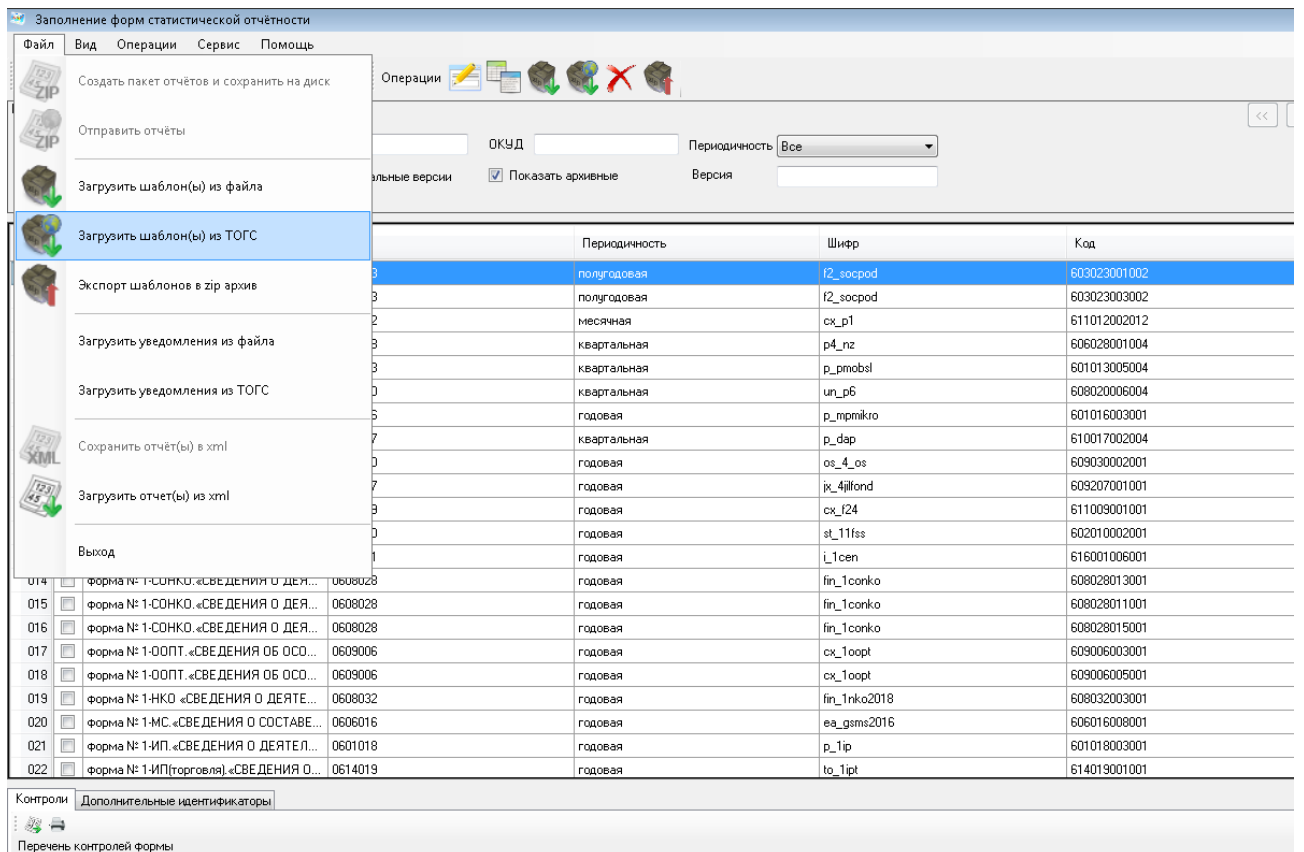 Заполнение форм статистической отчётности
Файл Вид Операции Сервис Помощь
Создать пакет отчётов и сохранить на диск
Отправить отчёты
Загрузить шаблон(ы) из файла
Загрузить шаблон(ы) из ТОГС
Экспорт шаблонов в zip архив
Загрузить уведомления из файла
Загрузить уведомления из ТОГС
Сохранить отчёт(ы) в xml
Загрузить отчет(ы) из xml
Выход
Операции
<<
ОКУД Периодичность Все
Показать архивные Версия
Периодичность Шифр Код
полугодовая f2_socpod 603023001002
полугодовая f2_socpod 603023003002
месячная cx_p1 611012002012
квартальная p4_nz 606028001004
квартальная p_pmobsl 601013005004
квартальная un_p6 608020006004
годовая p_mpmikro 601016003001
квартальная p_dap 610017002004
годовая os_4_os 609030002001
годовая jx_4jilfond 609207001001
годовая cx_f24 611009001001
годовая st_11fss 602010002001
годовая i_1cen 616001006001
014 форма № 1-СОНКО.«СВЕДЕНИЯ О ДЕЯ... 0608028 годовая fin_1conko 608028013001
015 форма № 1-СОНКО.«СВЕДЕНИЯ О ДЕЯ... 0608028 годовая fin_1conko 608028011001
016 форма № 1-СОНКО.«СВЕДЕНИЯ О ДЕЯ... 0608028 годовая fin_1conko 608028015001
017 форма № 1-ООПТ.«СВЕДЕНИЯ ОБ ОСО... 0609006 годовая cx_1oopt 609006003001
018 форма № 1-ООПТ.«СВЕДЕНИЯ ОБ ОСО... 0609006 годовая cx_1oopt 609006005001
019 форма № 1-НКО «СВЕДЕНИЯ О ДЕЯТЕ... 0608032 годовая fin_1nko2018 608032003001
020 форма № 1-МС.«СВЕДЕНИЯ О СОСТАВЕ... 0606016 годовая ea_gsms2016 606016008001
021 форма № 1-ИП.«СВЕДЕНИЯ О ДЕЯТЕЛ... 0601018 годовая p_1ip 601018003001
022 форма № 1-ИП(торговля).«СВЕДЕНИЯ О... 0614019 годовая to_1ipt 614019001001
Контроли Дополнительные идентификаторы
Перечень контролей формы